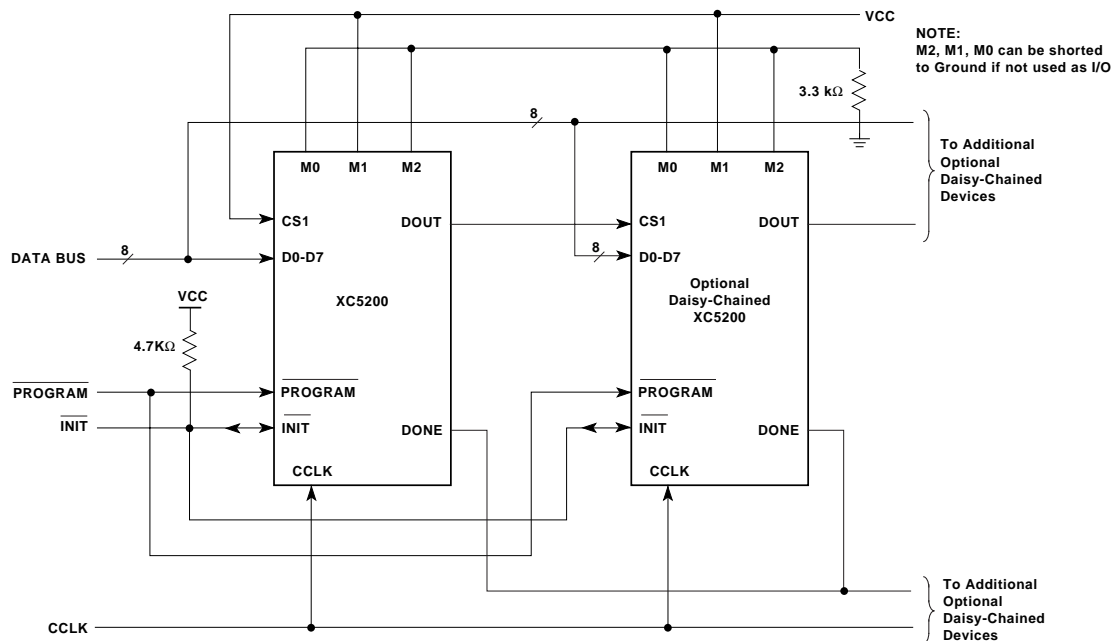 VCC
NOTE:
M2, M1, M0 can be shorted
to Ground if not used as I/O
3.3 kΩ
8
M0 M1 M2
M0 M1 M2
To Additional
Optional
Daisy-Chained
Devices
CS1
DOUT
CS1
DOUT
DATA BUS
8
D0-D7
8
D0-D7
VCC
XC5200
Optional
Daisy-Chained
XC5200
4.7KΩ
PROGRAM
PROGRAM
PROGRAM
INIT
INIT
DONE
INIT
DONE
CCLK
CCLK
To Additional
Optional
Daisy-Chained
Devices
CCLK